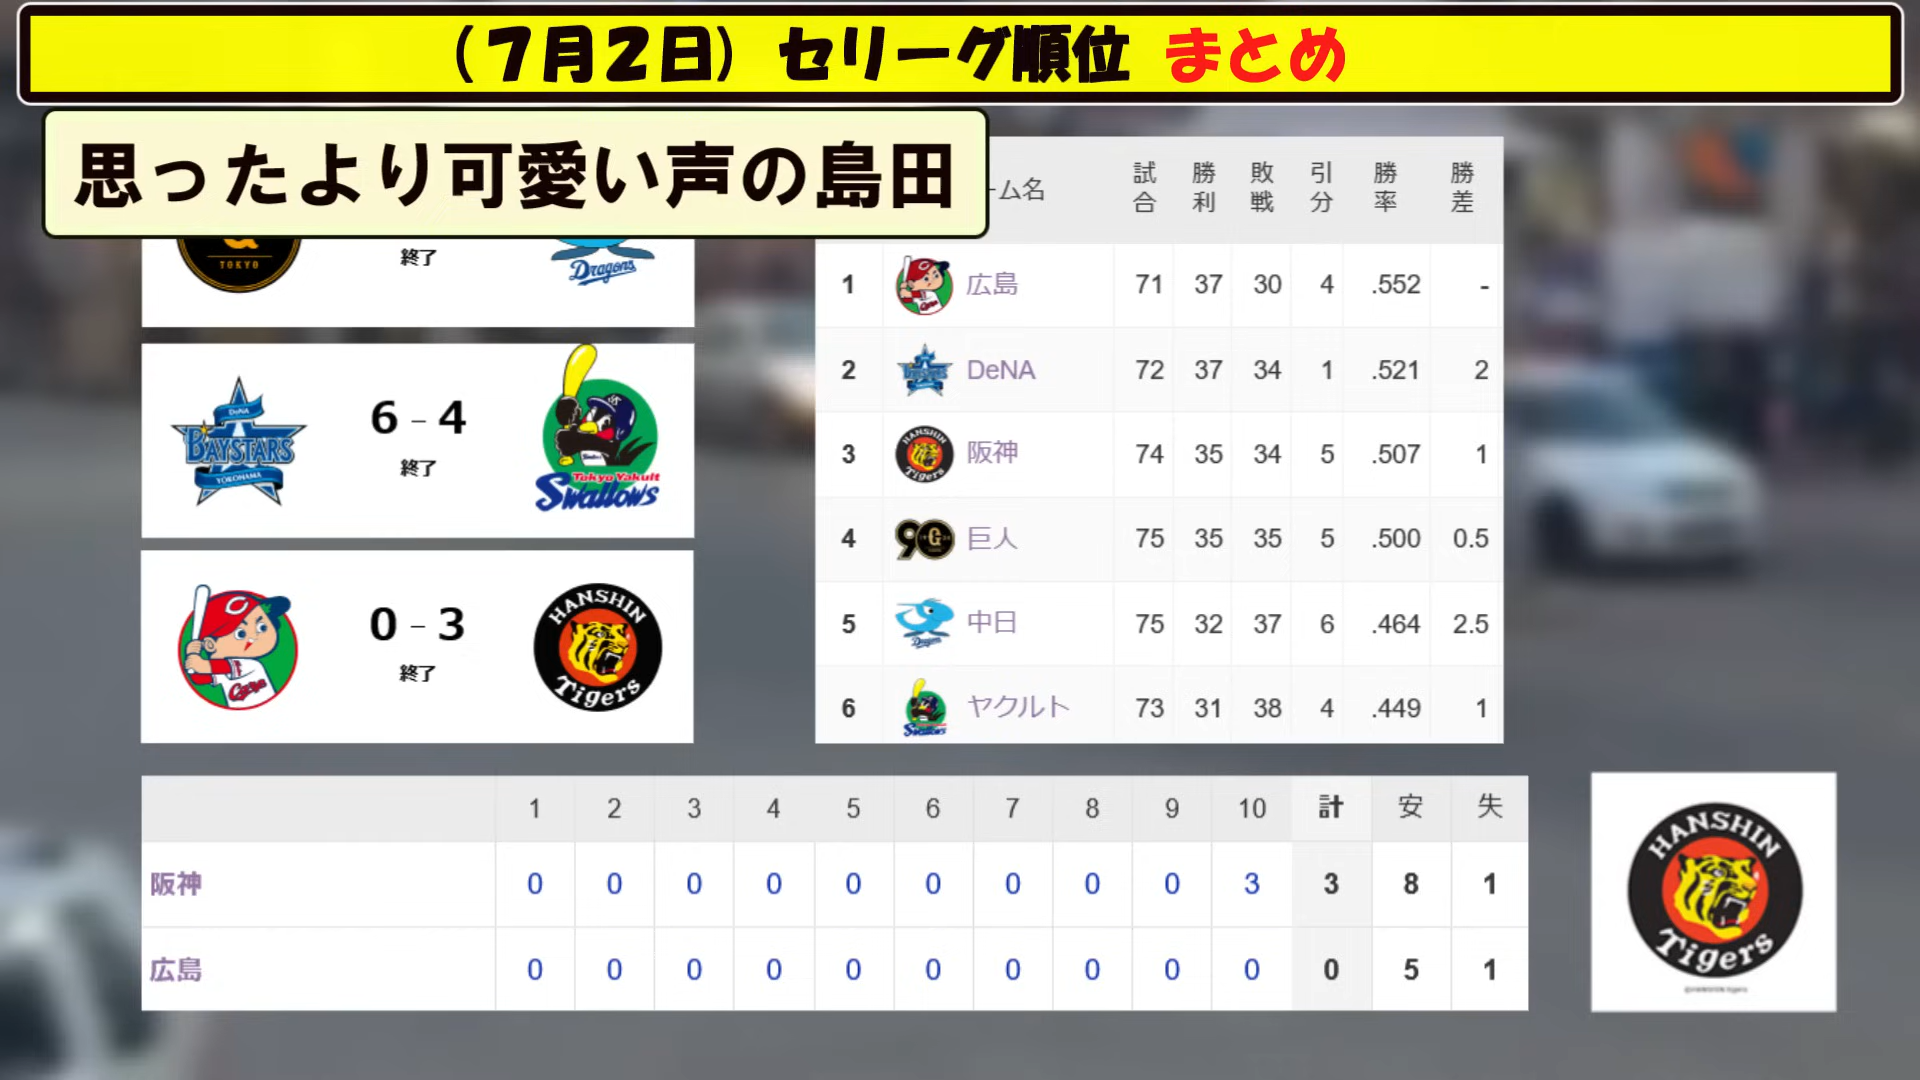 （7月2日）セリーグ順位 まとめ
思ったより可愛い声の島田
ーム名 試合 勝利 敗戦 引分 勝率 勝差
TOKYO 終了 Dragons
1 広島 71 37 30 4 .552 -
2 DeNA 72 37 34 1 .521 2
3 阪神 74 35 34 5 .507 1
4 巨人 75 35 35 5 .500 0.5
5 中日 75 32 37 6 .464 2.5
6 ヤクルト 73 31 38 4 .449 1
DeNA BAYSTARS YOKOHAMA 6 - 4 Tokyo Yakult Swallows
終了
Carp 0 - 3 HANSHIN Tigers
終了
1 2 3 4 5 6 7 8 9 10 計 安 失
阪神 0 0 0 0 0 0 0 0 0 3 3 8 1
広島 0 0 0 0 0 0 0 0 0 0 0 5 1
HANSHIN Tigers